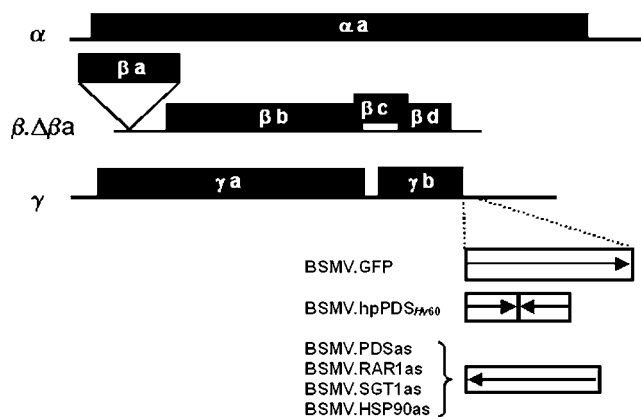 α αa
βa
β.Δβa βb βc βd
γ γa γb
BSMV.GFP
BSMV.hpPDSHv60
BSMV.PDSas
BSMV.RAR1as
BSMV.SGT1as
BSMV.HSP90as